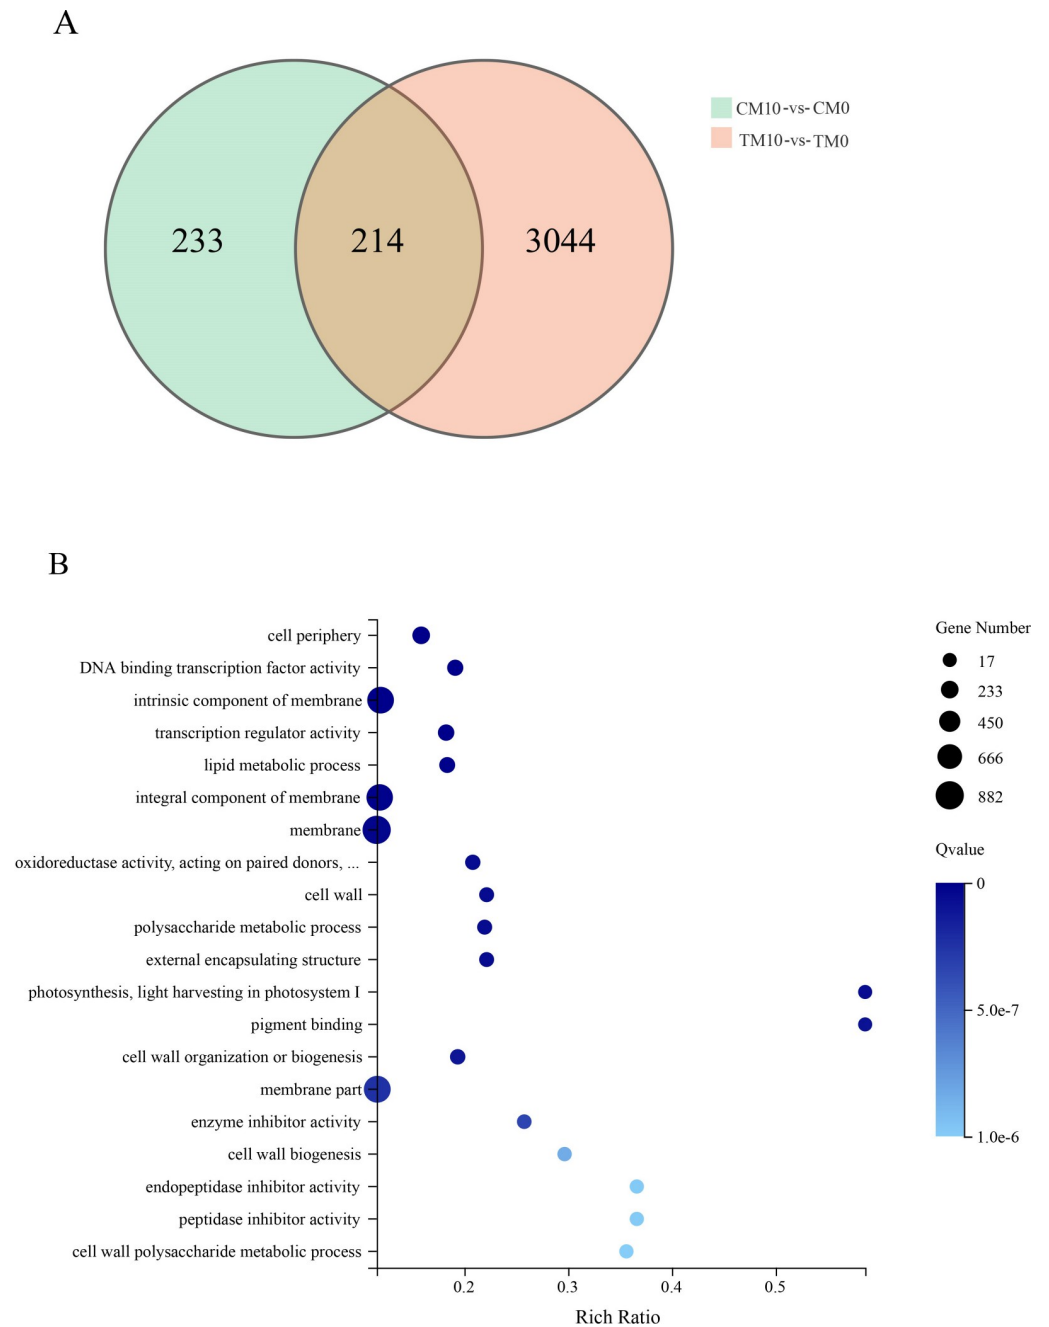 A
CM10-vs-CM0
TM10-vs-TM0
233
214
3044
B
cell periphery
DNA binding transcription factor activity
intrinsic component of membrane
transcription regulator activity
lipid metabolic process
integral component of membrane
membrane
oxidoreductase activity, acting on paired donors, ...
cell wall
polysaccharide metabolic process
external encapsulating structure
photosynthesis, light harvesting in photosystem I
pigment binding
cell wall organization or biogenesis
membrane part
enzyme inhibitor activity
cell wall biogenesis
endopeptidase inhibitor activity
peptidase inhibitor activity
cell wall polysaccharide metabolic process
0.2 0.3 0.4 0.5
Rich Ratio
Gene Number
17
233
450
666
882
Qvalue
0
5.0e-7
1.0e-6